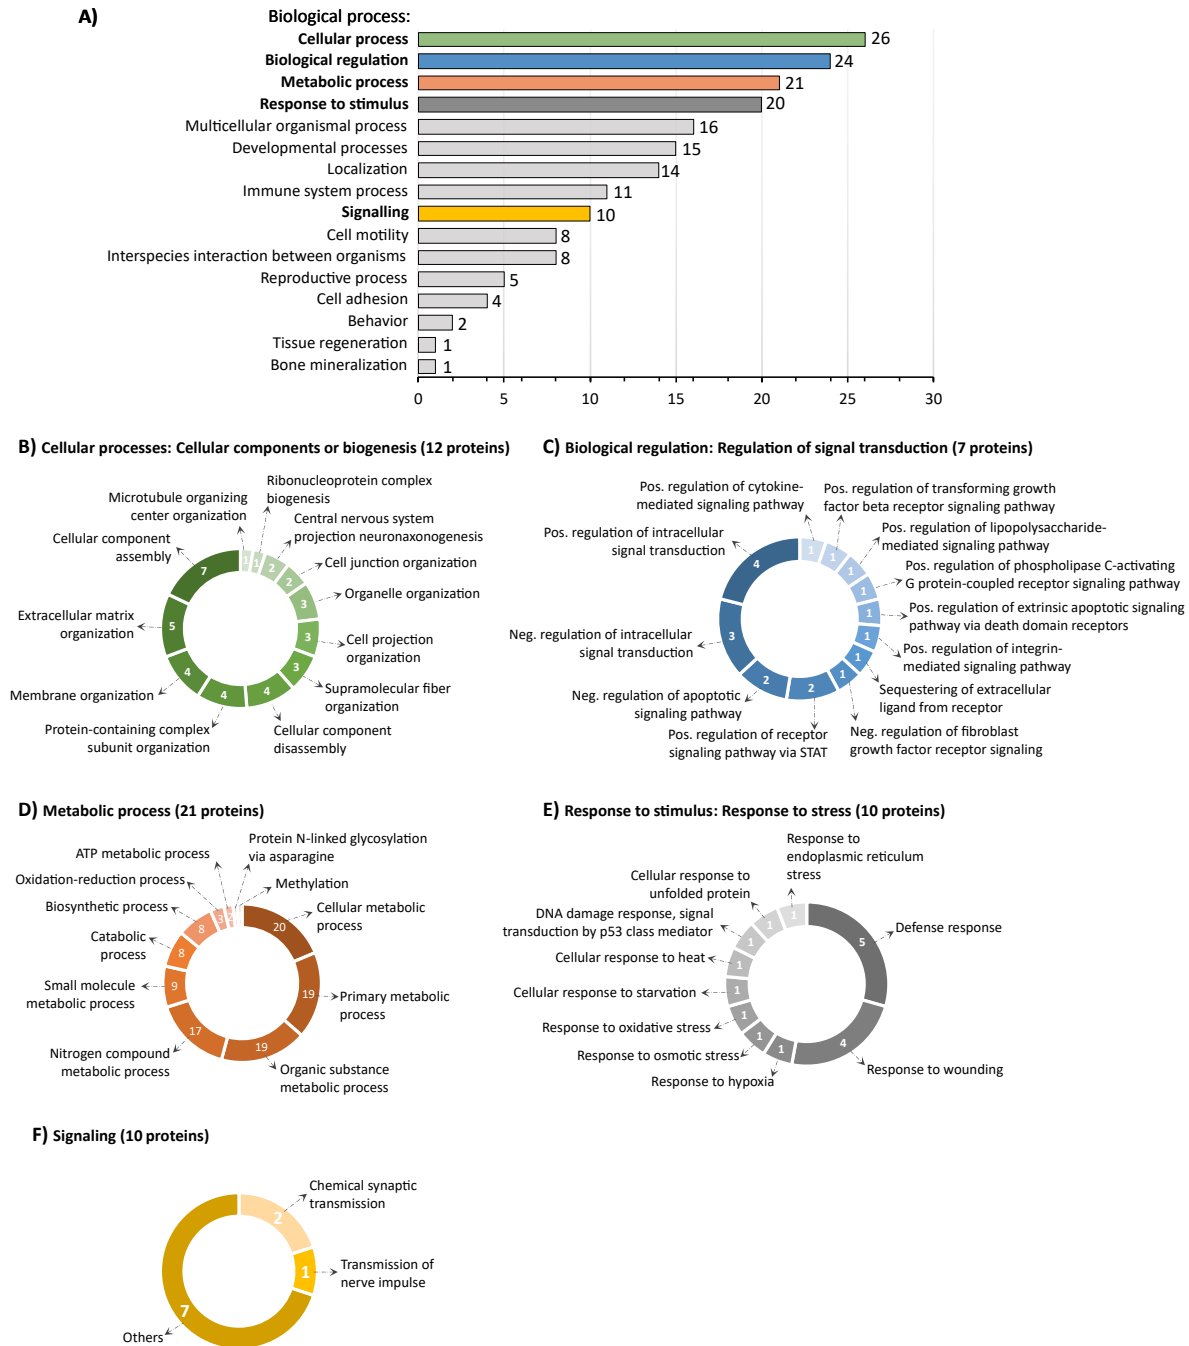 A)
Biological process:
Cellular process
26
Biological regulation
24
Metabolic process
21
Response to stimulus
20
Multicellular organismal process
16
Developmental processes
15
Localization
14
Immune system process
11
Signalling
10
Cell motility
8
Interspecies interaction between organisms
8
Reproductive process
5
Cell adhesion
4
Behavior
2
Tissue regeneration
1
Bone mineralization
1
0 5 10 15 20 25 30
B) Cellular processes: Cellular components or biogenesis (12 proteins)
Ribonucleoprotein complex
biogenesis
Microtubule organizing
center organization
Central nervous system
projection neuronaxonogenesis
Cellular component
assembly
Cell junction organization
Organelle organization
Extracellular matrix
organization
Cell projection
organization
Membrane organization
Supramolecular fiber
organization
Protein-containing complex
subunit organization
Cellular component
disassembly
1
1
2
2
3
3
3
4
4
4
5
7
C) Biological regulation: Regulation of signal transduction (7 proteins)
Pos. regulation of cytokine-
mediated signaling pathway
Pos. regulation of transforming growth
factor beta receptor signaling pathway
Pos. regulation of intracellular
signal transduction
Pos. regulation of lipopolysaccharide-
mediated signaling pathway
Pos. regulation of phospholipase C-activating
G protein-coupled receptor signaling pathway
Pos. regulation of extrinsic apoptotic signaling
pathway via death domain receptors
Neg. regulation of intracellular
signal transduction
Pos. regulation of integrin-
mediated signaling pathway
Neg. regulation of apoptotic
signaling pathway
Sequestering of extracellular
ligand from receptor
Pos. regulation of receptor
signaling pathway via STAT
Neg. regulation of fibroblast
growth factor receptor signaling
1
1
1
1
1
1
1
1
2
2
3
4
D) Metabolic process (21 proteins)
Protein N-linked glycosylation
via asparagine
ATP metabolic process
Oxidation-reduction process
Methylation
Biosynthetic process
Cellular metabolic
process
Catabolic
process
Small molecule
metabolic process
Primary metabolic
process
Nitrogen compound
metabolic process
Organic substance
metabolic process
20
19
19
17
9
8
8
3
E) Response to stimulus: Response to stress (10 proteins)
Response to
endoplasmic reticulum
stress
Cellular response to
unfolded protein
DNA damage response, signal
transduction by p53 class mediator
Defense response
Cellular response to heat
Cellular response to starvation
Response to oxidative stress
Response to osmotic stress
Response to hypoxia
Response to wounding
5
4
1
1
1
1
1
1
1
1
F) Signaling (10 proteins)
Chemical synaptic
transmission
2
Transmission of
nerve impulse
1
7
Others